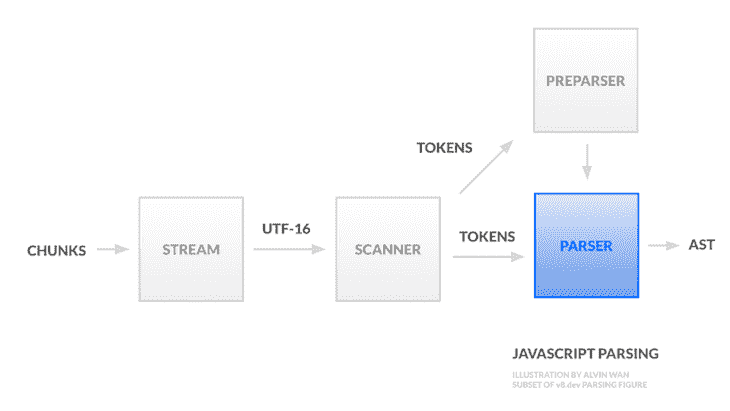 PREPARSER
TOKENS
UTF-16
TOKENS
CHUNKS
STREAM
SCANNER
PARSER
AST
JAVASCRIPT PARSING
ILLUSTRATION BY ALVIN WAH
SUBSET OF v8.dev PARSING FIGURE